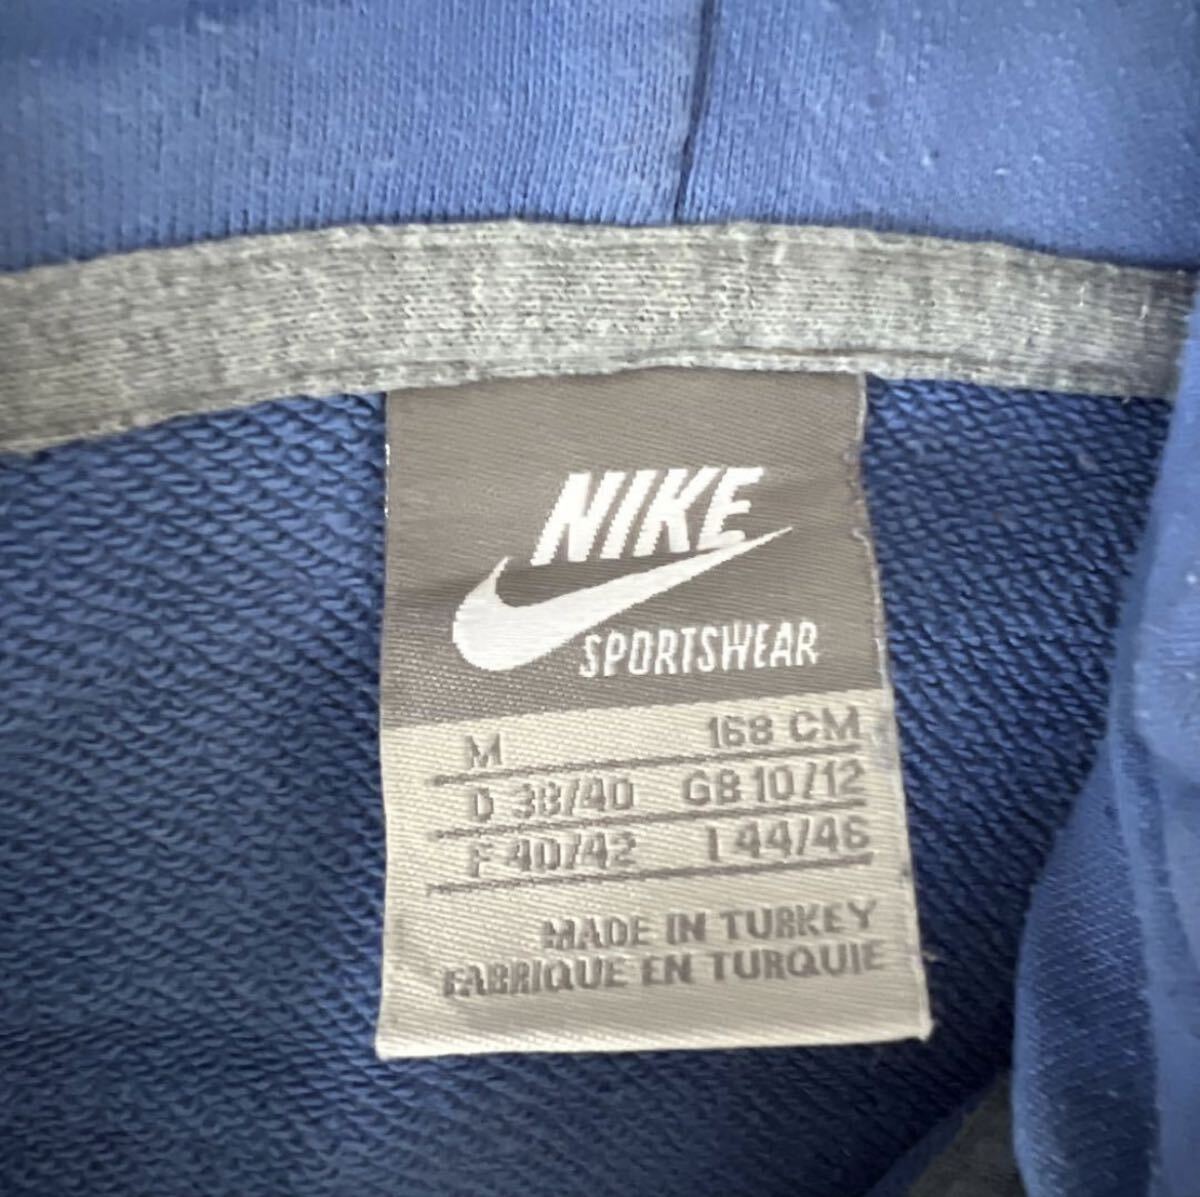 NIKE
SPORTSWEAR
M 168 CM
D 38/40 GB 10/12
F 40/42 I 44/46
MADE IN TURKEY
FABRIQUE EN TURQUIE